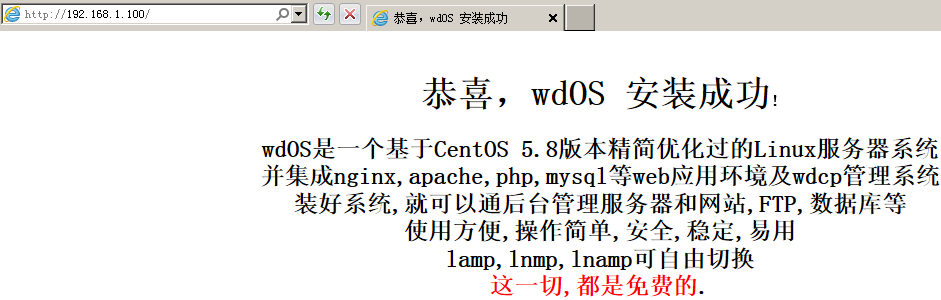 http://192.168.1.100/
恭喜，wdOS 安装成功
恭喜，wdOS 安装成功!
wdOS是一个基于CentOS 5.8版本精简优化过的Linux服务器系统
并集成nginx,apache,php,mysql等web应用环境及wdcp管理系统
装好系统,就可以通后台管理服务器和网站,FTP,数据库等
使用方便,操作简单,安全,稳定,易用
lamp,lnmp,lnamp可自由切换
这一切,都是免费的.